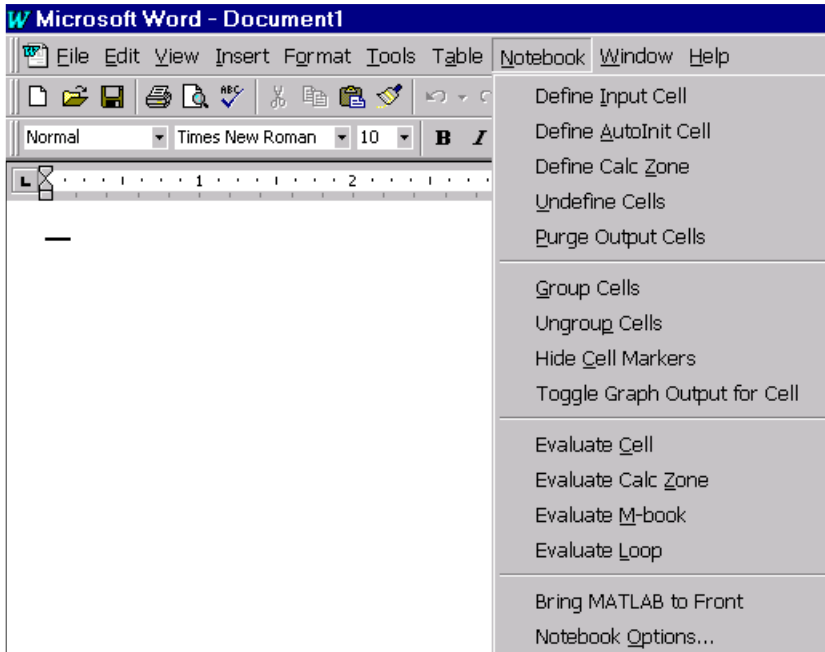 Microsoft Word - Document1
File Edit View Insert Format Tools Table Notebook Window Help
ABC
Normal Times New Roman 10 B I
1 2
Define Input Cell
Define AutoInit Cell
Define Calc Zone
Undefine Cells
Purge Output Cells
Group Cells
Ungroup Cells
Hide Cell Markers
Toggle Graph Output for Cell
Evaluate Cell
Evaluate Calc Zone
Evaluate M-book
Evaluate Loop
Bring MATLAB to Front
Notebook Options...